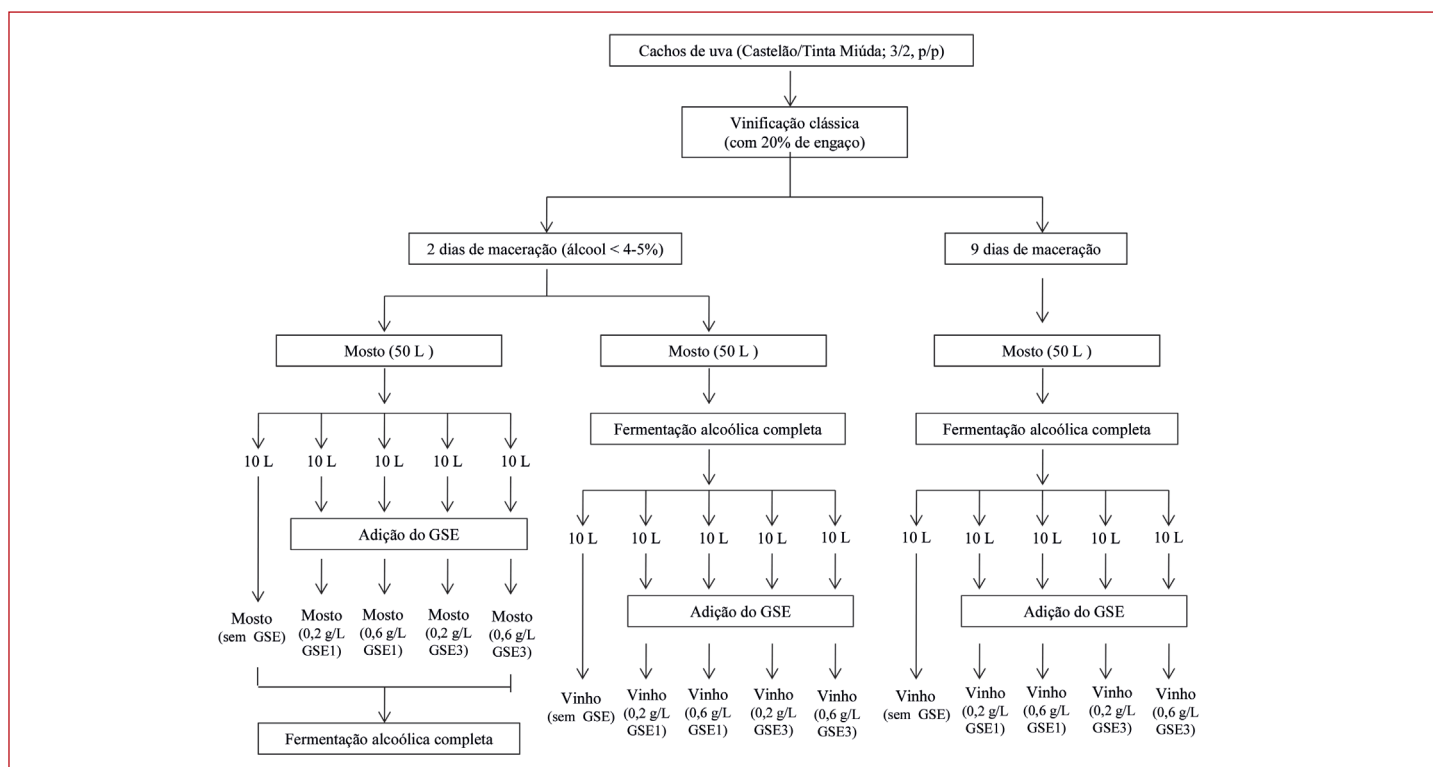 Cachos de uva (Castelão/Tinta Miúda; 3/2, p/p)
Vinificação clássica
(com 20% de engaço)
2 dias de maceração (álcool < 4-5%)
9 dias de maceração
Mosto (50 L )
Mosto (50 L )
Mosto (50 L )
Fermentação alcoólica completa
Fermentação alcoólica completa
10 L
10 L
10 L
10 L
10 L
Adição do GSE
10 L
10 L
10 L
10 L
10 L
10 L
10 L
10 L
10 L
10 L
Adição do GSE
Adição do GSE
Mosto
(sem GSE)
Mosto
(0,2 g/L
GSE1)
Mosto
(0,6 g/L
GSE1)
Mosto
(0,2 g/L
GSE3)
Mosto
(0,6 g/L
GSE3)
Fermentação alcoólica completa
Vinho
(sem GSE)
Vinho
(0,2 g/L
GSE1)
Vinho
(0,6 g/L
GSE1)
Vinho
(0,2 g/L
GSE3)
Vinho
(0,6 g/L
GSE3)
Vinho
(sem GSE)
Vinho
(0,2 g/L
GSE1)
Vinho
(0,6 g/L
GSE1)
Vinho
(0,2 g/L
GSE3)
Vinho
(0,6 g/L
GSE3)